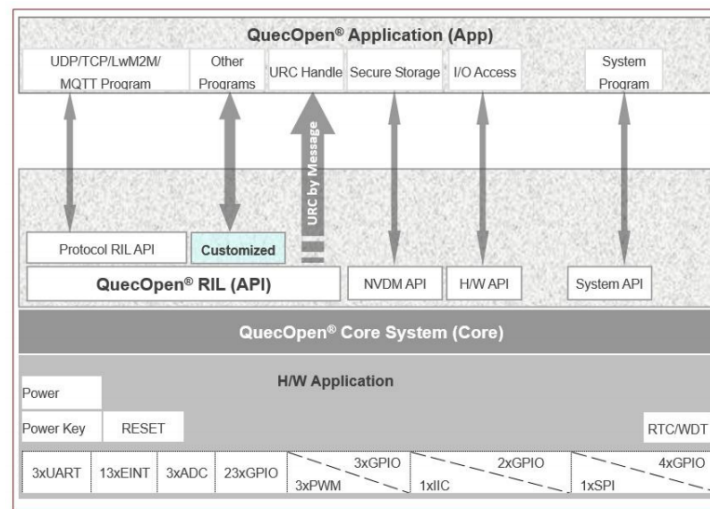 QuecOpen® Application (App)
UDP/TCP/LwM2M/
MQTT Program
Other
Programs
URC Handle
Secure Storage
I/O Access
System
Program
URC by Message
Protocol RIL API
Customized
QuecOpen® RIL (API)
NVDM API
H/W API
System API
QuecOpen® Core System (Core)
H/W Application
Power
Power Key
RESET
RTC/WDT
3xUART
13xEINT
3xADC
23xGPIO
3xGPIO
3xPWM
2xGPIO
1xIIC
4xGPIO
1xSPI